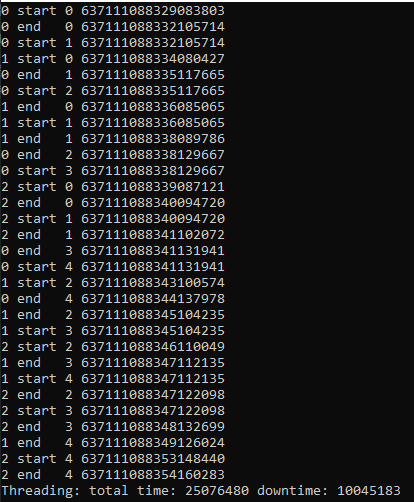 0 start 0 637111088329083803
0 end   0 637111088332105714
0 start 1 637111088332105714
1 start 0 637111088334080427
0 end   1 637111088335117665
0 start 2 637111088335117665
1 end   0 637111088336085065
1 start 1 637111088336085065
1 end   1 637111088338089786
0 end   2 637111088338129667
0 start 3 637111088338129667
2 start 0 637111088339087121
2 end   0 637111088340094720
2 start 1 637111088340094720
2 end   1 637111088341102072
0 end   3 637111088341131941
0 start 4 637111088341131941
1 start 2 637111088343100574
0 end   4 637111088344137978
1 end   2 637111088345104235
1 start 3 637111088345104235
2 start 2 637111088346110049
1 end   3 637111088347112135
1 start 4 637111088347112135
2 end   2 637111088347122098
2 start 3 637111088347122098
2 end   3 637111088348132699
1 end   4 637111088349126024
2 start 4 637111088353148440
2 end   4 637111088354160283
Threading: total time: 25076480 downtime: 10045183